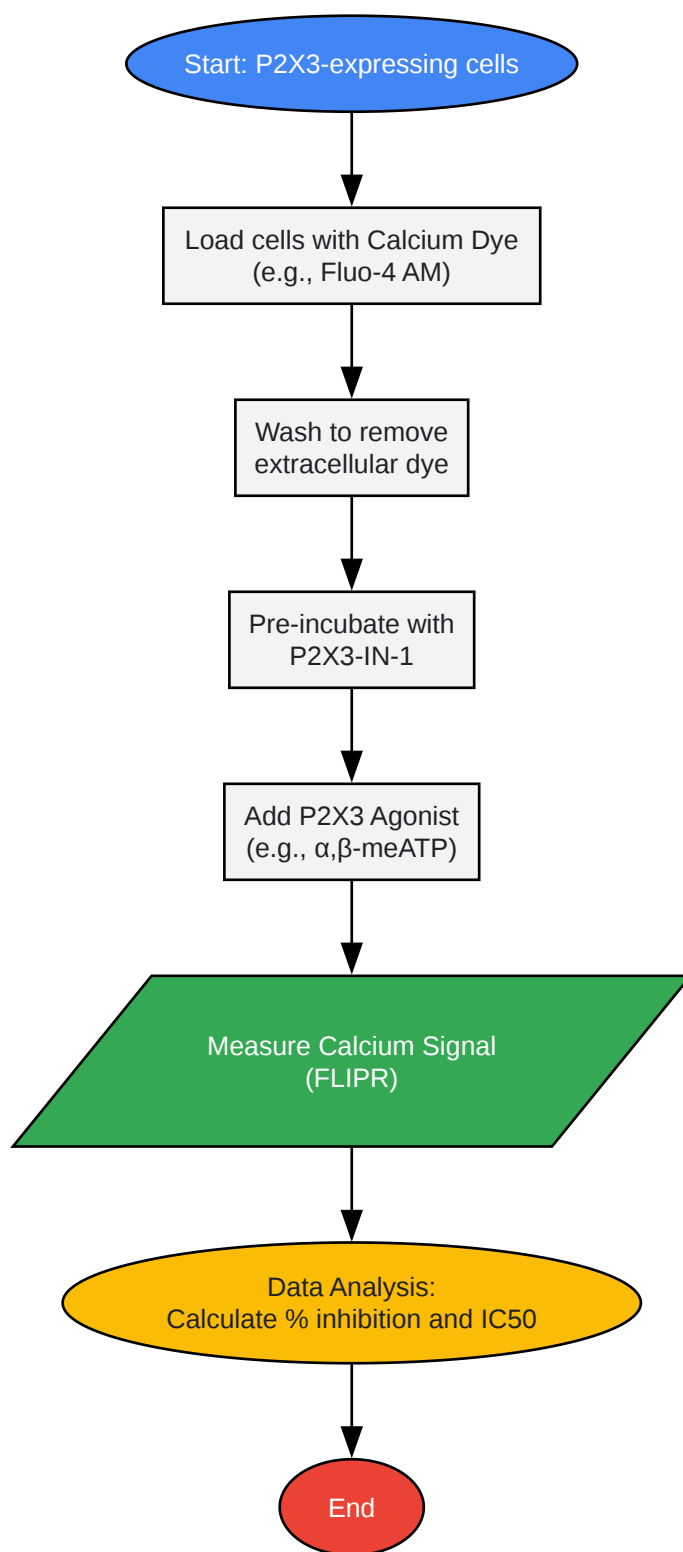 Start: P2X3-expressing cells
Load cells with Calcium Dye
(e.g., Fluo-4 AM)
Wash to remove
extracellular dye
Pre-incubate with
P2X3-IN-1
Add P2X3 Agonist
(e.g., α,β-meATP)
Measure Calcium Signal
(FLIPR)
Data Analysis:
Calculate % inhibition and IC50
End